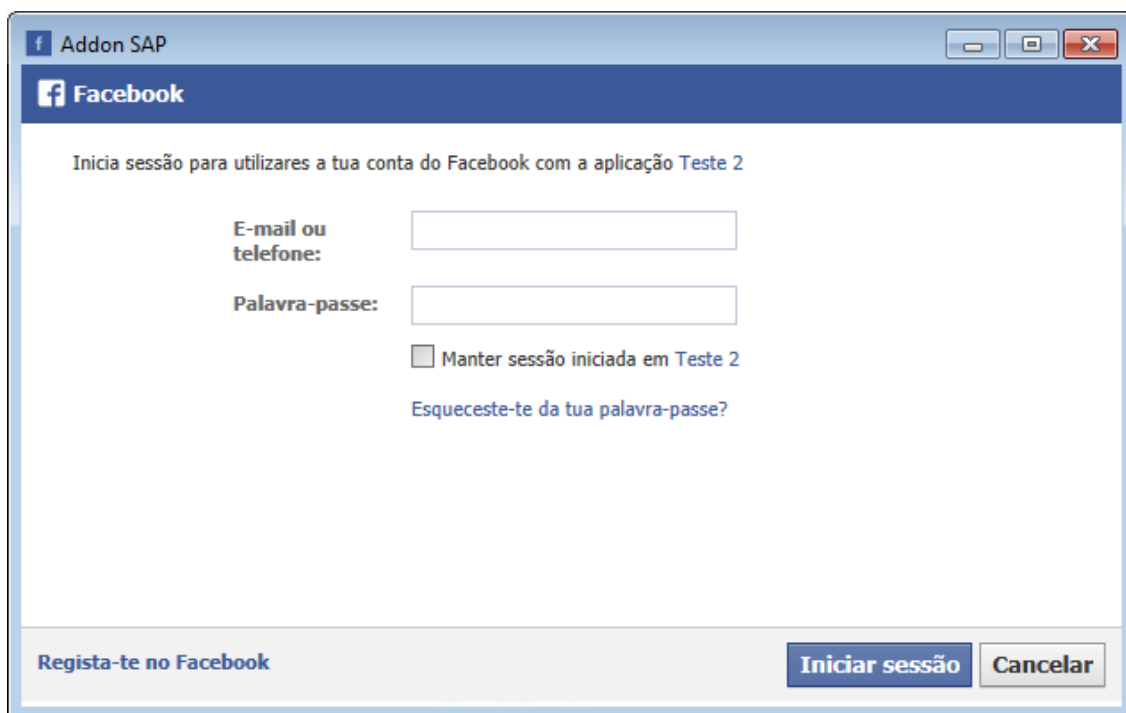 Addon SAP
Facebook
Inicia sessão para utilizares a tua conta do Facebook com a aplicação Teste 2
E-mail ou
telefone:
Palavra-passe:
Manter sessão iniciada em Teste 2
Esqueceste-te da tua palavra-passe?
Regista-te no Facebook
Iniciar sessão
Cancelar